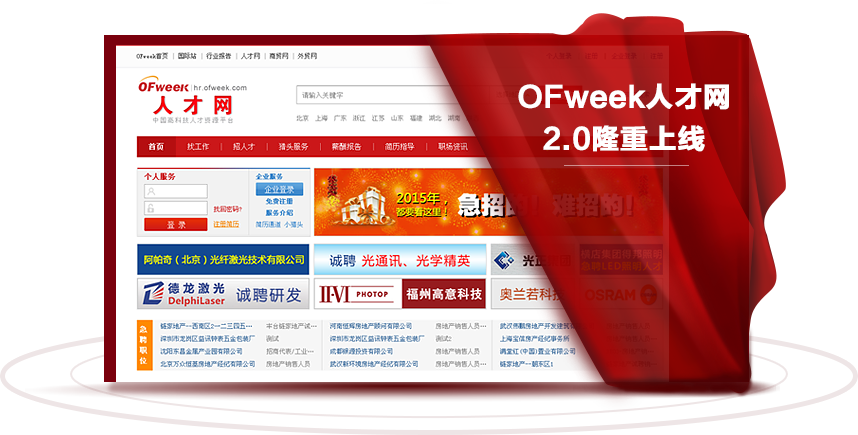 OFweek首页 | 国际站 | 行业报告 | 人才网 | 商贸网 | 外贸网
OFweek | hr.ofweek.com
人才网
中国高科技人才资源平台
请输入关键字
北京 上海 广东 浙江 江苏 山东 福建 湖北 湖南
OFweek人才网
2.0隆重上线
首页 | 找工作 | 招人才 | 猎头服务 | 薪酬报告 | 简历指导 | 职场资讯
个人服务
找回密码?
登 录
注册简历
企业服务
企业登录
免费注册
服务介绍
简历速递 小猎头
2015年，
都要看这里！
急招的！难招的！
阿帕奇（北京）光纤激光技术有限公司
诚聘 光通讯、光学精英
德龙激光
DelphiLaser
诚聘研发
II-VI PHOTOP
福州高意科技
奥兰若科技
OSRAM
急聘职位
链家地产--西南区2-一二三四五…
平台链家地产试…
河南恒辉房地产顾问有限公司
房地产销售人员…
深圳市龙岗区益讯钟表五金包装厂
测试
深圳市龙岗区益讯钟表五金包装厂
测试2
上海宝信房产经纪事务所
沈阳东昌金属产业园有限公司
招商代表/工业…
成都赫源投资有限公司
房地产销售人员
满堂红(中国)置业有限公司
北京万众恒基房地产经纪有限公司
房地产销售人员
武汉新环境房地产经纪有限公司
房地产销售人员…
链家地产--朝东区1